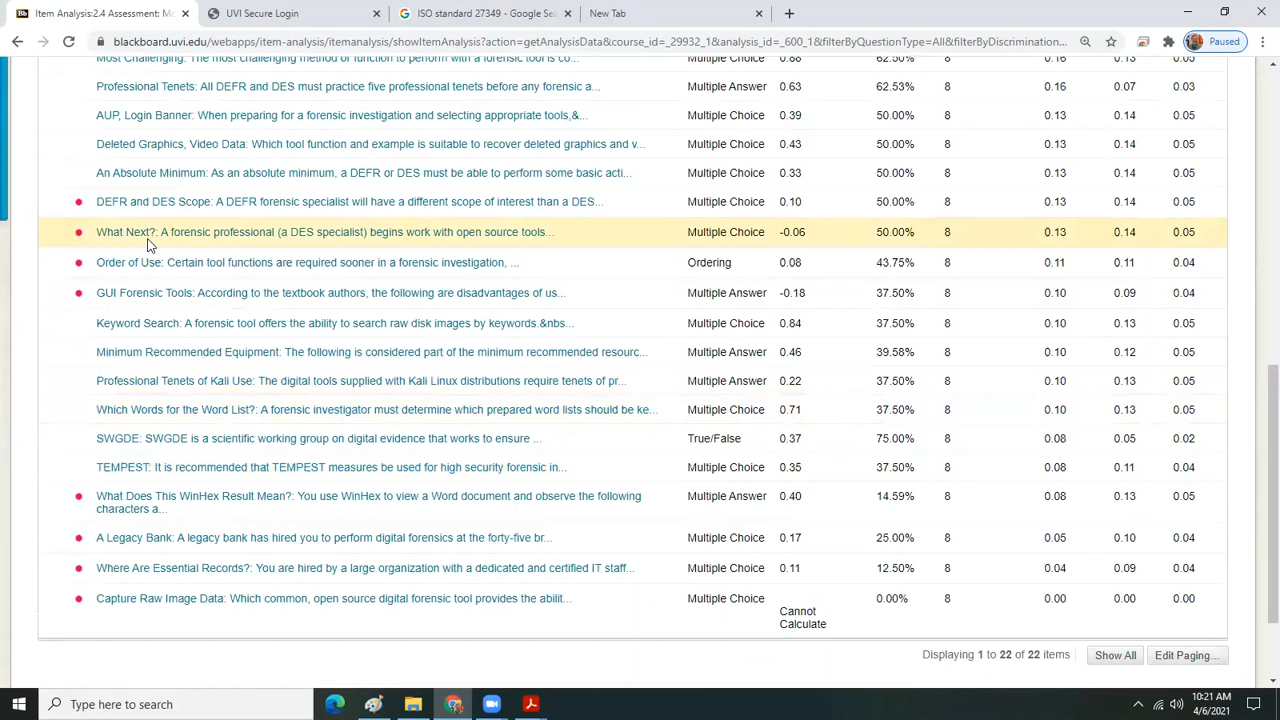 Item Analysis:2.4 Assessment: Mo
UVI Secure Login
ISO standard 27349 - Google Sea
New Tab
blackboard.uvi.edu/webapps/item-analysis/itemanalysis/showItemAnalysis?action=getAnalysisData&course_id=_29932_1&analysis_id=_600_1&filterByQuestionType=All&filterByDiscrimination...
Paused
Most Challenging: The most challenging method or function to perform with a forensic tool is co... Multiple Choice 0.88 62.50% 8 0.16 0.13 0.05
Professional Tenets: All DEFR and DES must practice five professional tenets before any forensic a... Multiple Answer 0.63 62.53% 8 0.16 0.07 0.03
AUP, Login Banner: When preparing for a forensic investigation and selecting appropriate tools,&... Multiple Choice 0.39 50.00% 8 0.13 0.14 0.05
Deleted Graphics, Video Data: Which tool function and example is suitable to recover deleted graphics and v... Multiple Choice 0.43 50.00% 8 0.13 0.14 0.05
An Absolute Minimum: As an absolute minimum, a DEFR or DES must be able to perform some basic acti... Multiple Choice 0.33 50.00% 8 0.13 0.14 0.05
DEFR and DES Scope: A DEFR forensic specialist will have a different scope of interest than a DES... Multiple Choice 0.10 50.00% 8 0.13 0.14 0.05
What Next?: A forensic professional (a DES specialist) begins work with open source tools... Multiple Choice -0.06 50.00% 8 0.13 0.14 0.05
Order of Use: Certain tool functions are required sooner in a forensic investigation, ... Ordering 0.08 43.75% 8 0.11 0.11 0.04
GUI Forensic Tools: According to the textbook authors, the following are disadvantages of us... Multiple Answer -0.18 37.50% 8 0.10 0.09 0.04
Keyword Search: A forensic tool offers the ability to search raw disk images by keywords.&nbs... Multiple Choice 0.84 37.50% 8 0.10 0.13 0.05
Minimum Recommended Equipment: The following is considered part of the minimum recommended resourc... Multiple Answer 0.46 39.58% 8 0.10 0.12 0.05
Professional Tenets of Kali Use: The digital tools supplied with Kali Linux distributions require tenets of pr... Multiple Answer 0.22 37.50% 8 0.10 0.13 0.05
Which Words for the Word List?: A forensic investigator must determine which prepared word lists should be ke... Multiple Choice 0.71 37.50% 8 0.10 0.13 0.05
SWGDE: SWGDE is a scientific working group on digital evidence that works to ensure ... True/False 0.37 75.00% 8 0.08 0.05 0.02
TEMPEST: It is recommended that TEMPEST measures be used for high security forensic in... Multiple Choice 0.35 37.50% 8 0.08 0.11 0.04
What Does This WinHex Result Mean?: You use WinHex to view a Word document and observe the following Multiple Answer 0.40 14.59% 8 0.08 0.13 0.05
characters a...
A Legacy Bank: A legacy bank has hired you to perform digital forensics at the forty-five br... Multiple Choice 0.17 25.00% 8 0.05 0.10 0.04
Where Are Essential Records?: You are hired by a large organization with a dedicated and certified IT staff... Multiple Choice 0.11 12.50% 8 0.04 0.09 0.04
Capture Raw Image Data: Which common, open source digital forensic tool provides the abilit... Multiple Choice 0.00% 8 0.00 0.00 0.00
Cannot
Calculate
Displaying 1 to 22 of 22 items Show All Edit Paging...
Type here to search
10:21 AM
4/6/2021